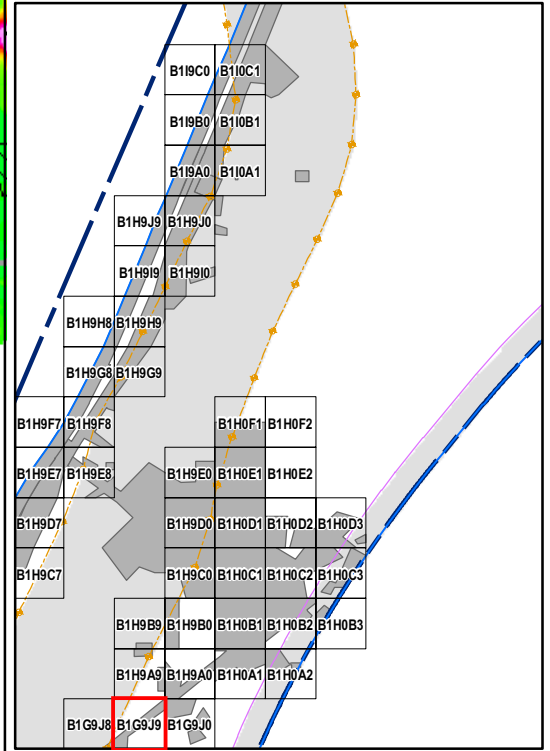 B1I9C0 B1I0C1
B1I9B0 B1I0B1
B1I9A0 B1I0A1
B1H9J9 B1H9J0
B1H9I9 B1H9I0
B1H9H8 B1H9H9
B1H9G8 B1H9G9
B1H9F7 B1H9F8 B1H0F1 B1H0F2
B1H9E7 B1H9E8 B1H9E0 B1H0E1 B1H0E2
B1H9D7 B1H9D0 B1H0D1 B1H0D2 B1H0D3
B1H9C7 B1H9C0 B1H0C1 B1H0C2 B1H0C3
B1H9B9 B1H9B0 B1H0B1 B1H0B2 B1H0B3
B1H9A9 B1H9A0 B1H0A1 B1H0A2
B1G9J8 B1G9J9 B1G9J0